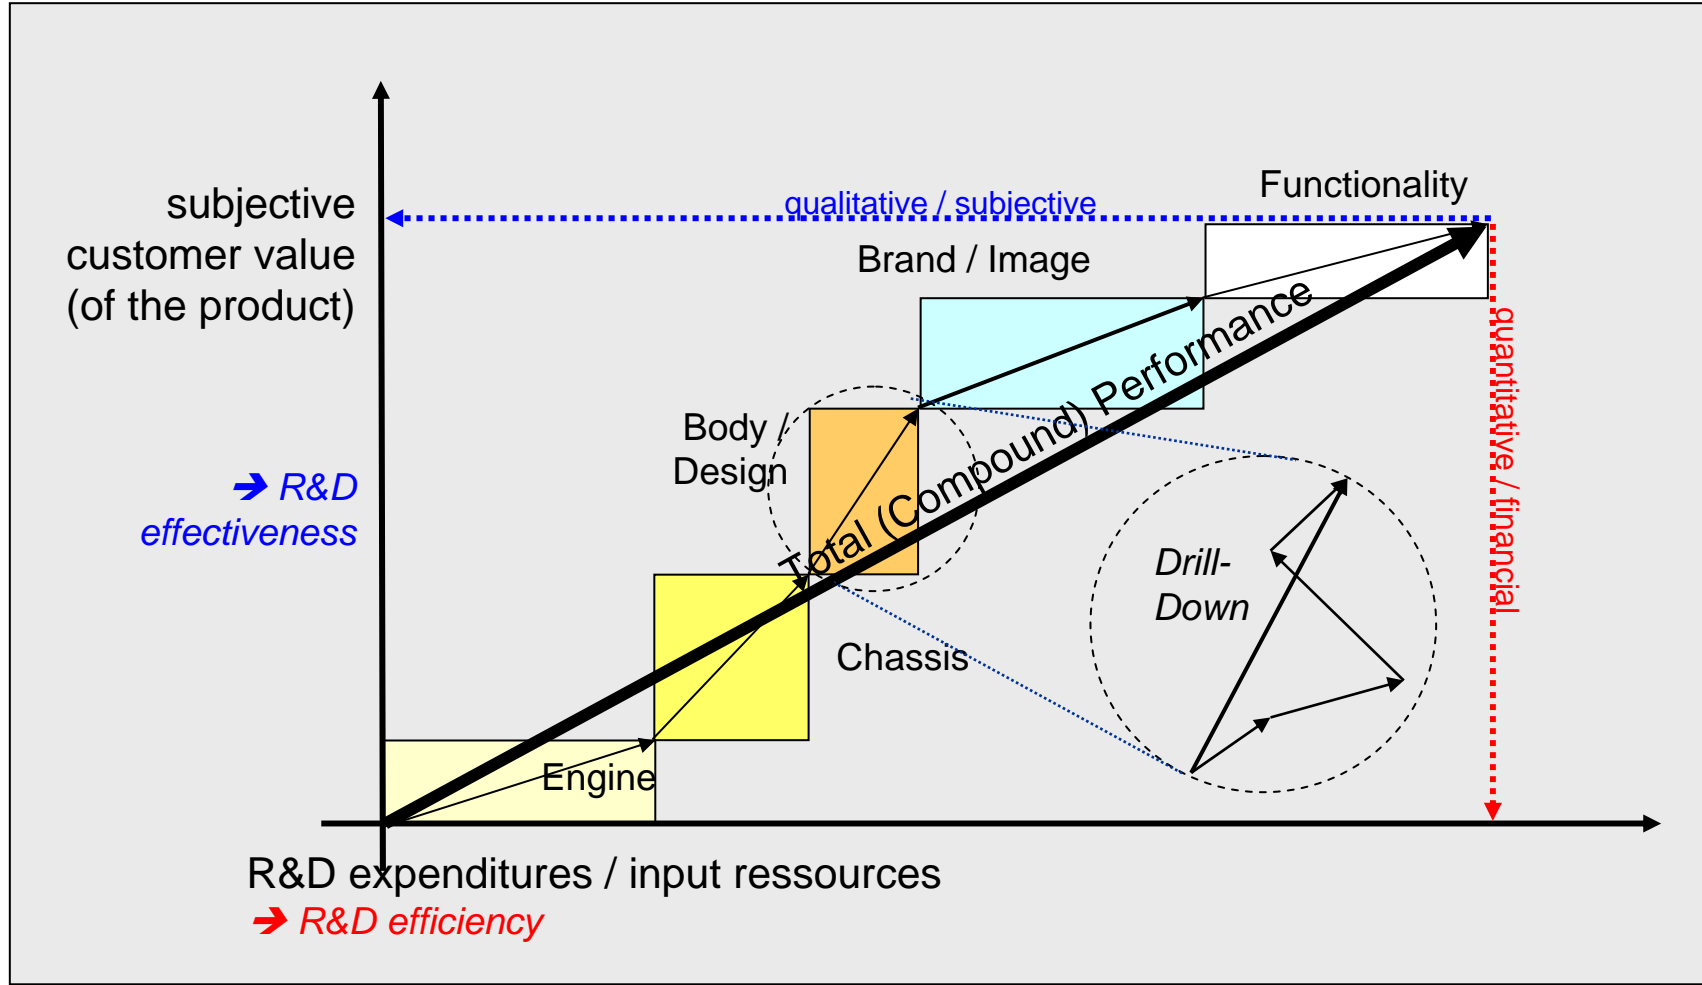 subjective
customer value
(of the product)
qualitative / subjective
Functionality
Brand / Image
quantitative / financial
Body /
Design
Total (Compound) Performance
➔ R&D
effectiveness
Drill-
Down
Chassis
Engine
R&D expenditures / input ressources
➔ R&D efficiency